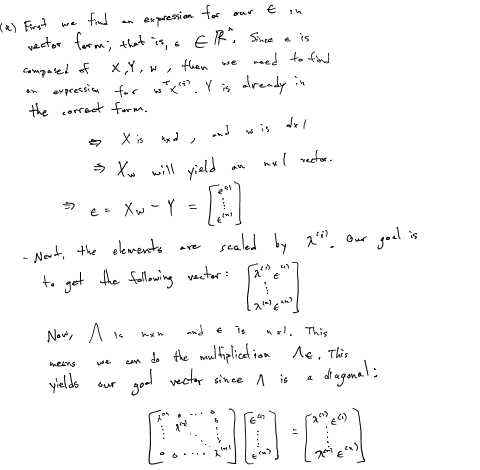 (a) First we find an expression for our ϵ in
vector form; that is, ϵ ∈ ℝⁿ. Since e is
composed of X, Y, w, then we need to find
an expression for wᵀx⁽ⁱ⁾. Y is already in
the correct form.
⇒ X is nxd, and w is dx1
⇒ Xw will yield an nx1 vector.
⇒ e = Xw − Y = [ϵ⁽¹⁾ ⋮ ϵ⁽ⁿ⁾]
- Next, the elements are scaled by λ⁽ⁱ⁾. Our goal is
to get the following vector: [λ⁽¹⁾ϵ⁽¹⁾ ⋮ λ⁽ⁿ⁾ϵ⁽ⁿ⁾]
Now, Λ is nxn and ϵ is nx1. This
means we can do the multiplication Λϵ. This
yields our goal vector since Λ is a diagonal:
[λ⁽¹⁾ 0 ⋯ 0 ⋮ λ⁽²⁾ ⋱ ⋮ 0 0 ⋯ λ⁽ⁿ⁾] [ϵ⁽¹⁾ ⋮ ϵ⁽ⁿ⁾] = [λ⁽¹⁾ϵ⁽¹⁾ ⋮ λ⁽ⁿ⁾ϵ⁽ⁿ⁾]